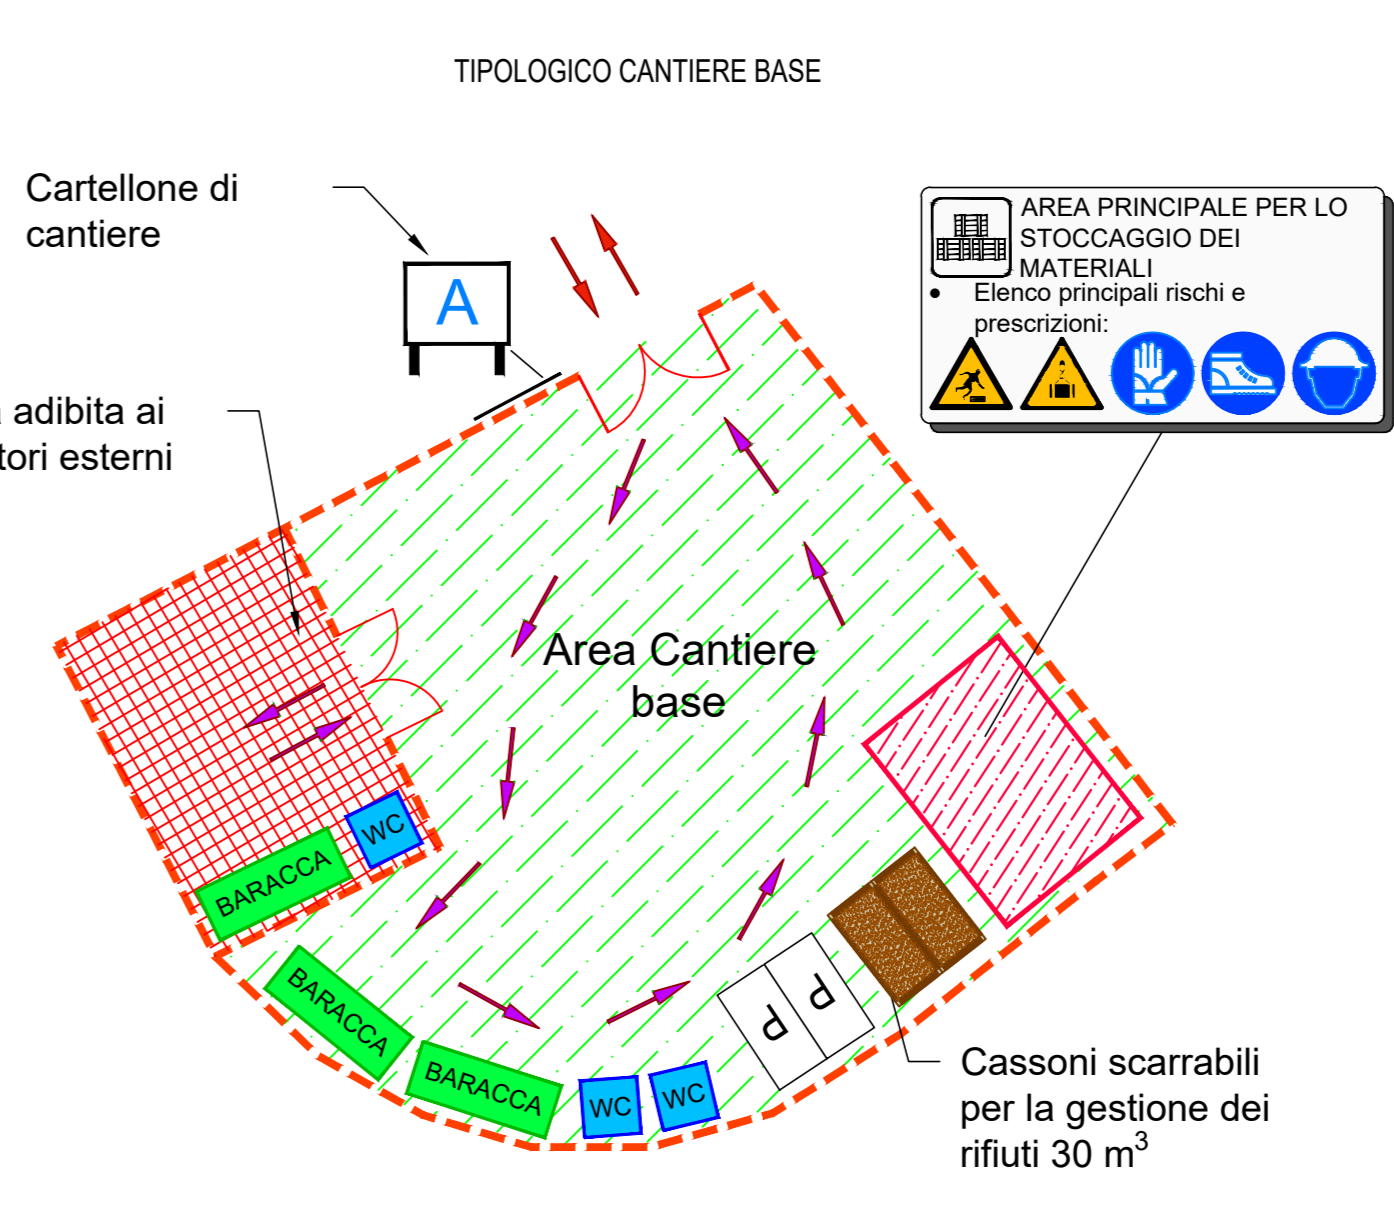 TIPOLOGICO CANTIERE BASE
Cartellone di
cantiere
A
AREA PRINCIPALE PER LO
STOCCAGGIO DEI
MATERIALI
• Elenco principali rischi e
prescrizioni:
adibita ai
tori esterni
Area Cantiere
base
WC
BARACCA
BARACCA
BARACCA
WC
WC
P
P
Cassoni scarrabili
per la gestione dei
rifiuti 30 m³